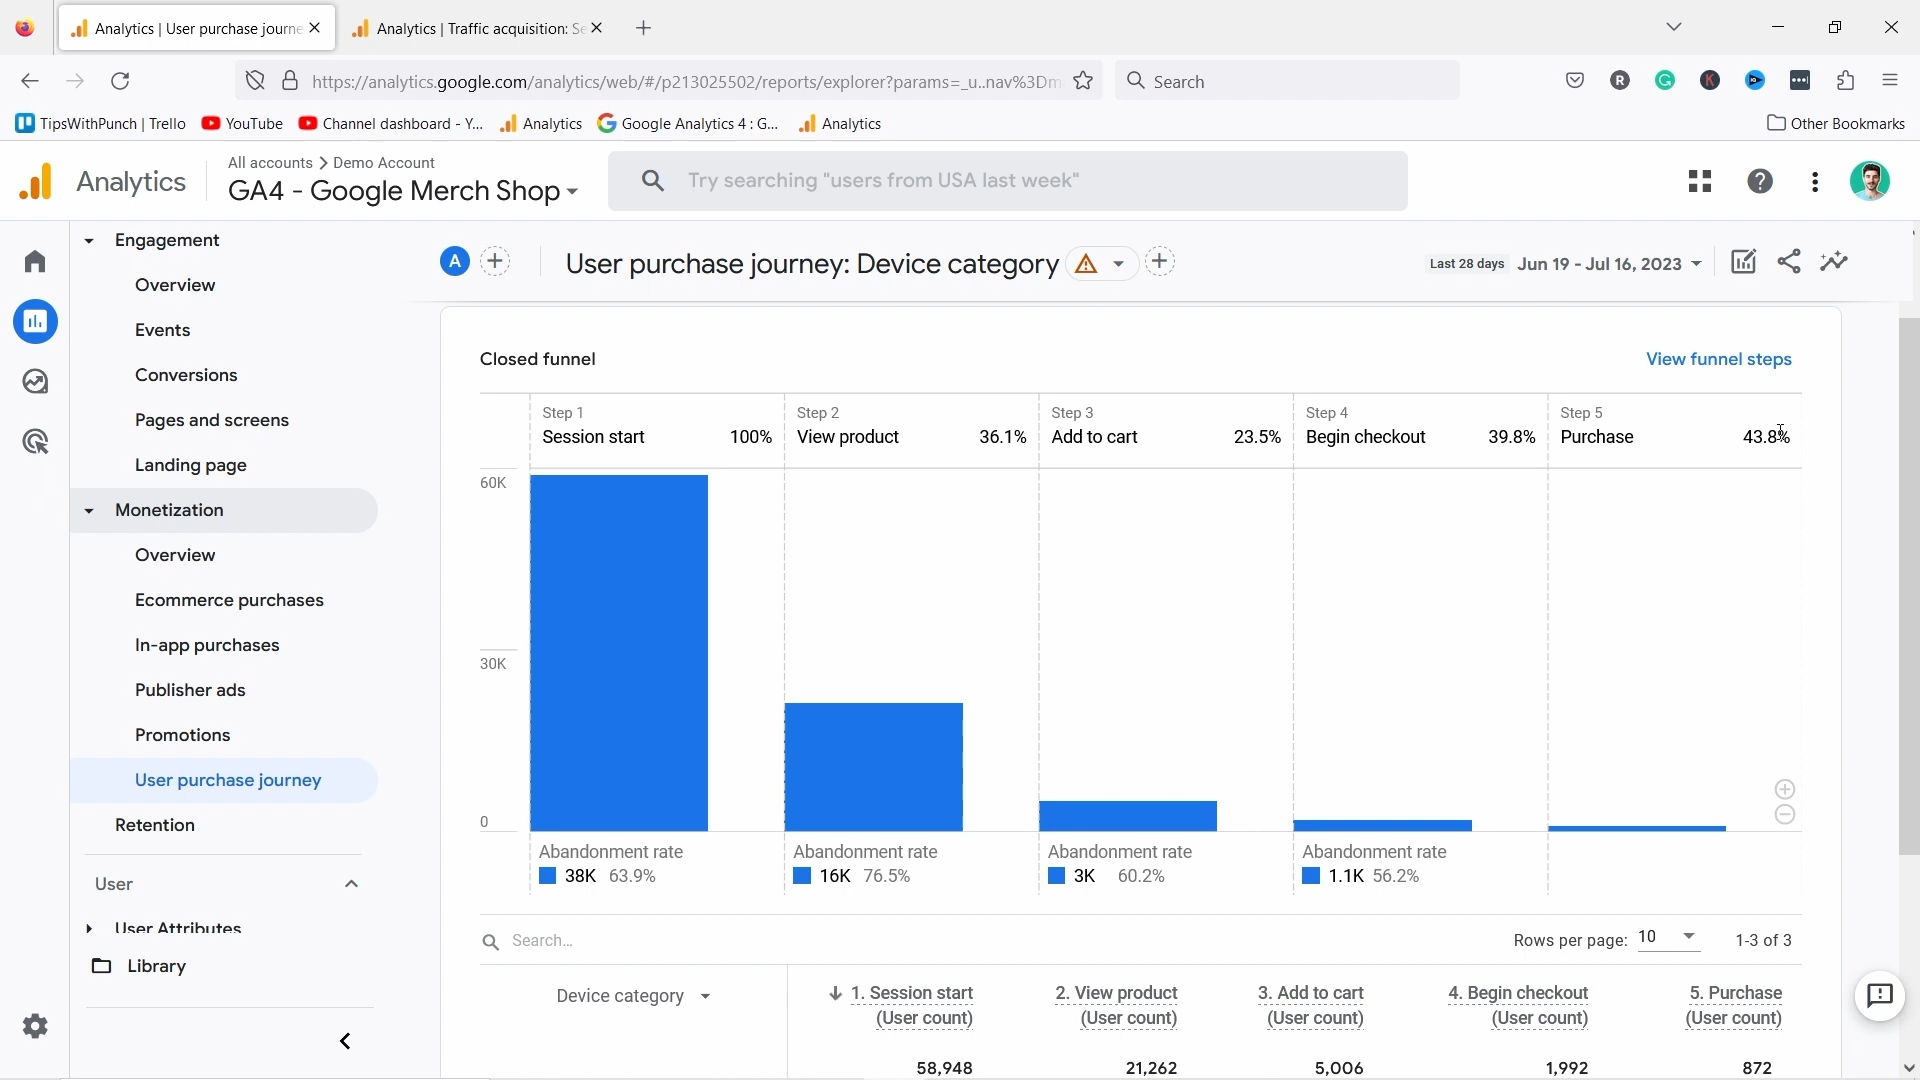 Analytics | User purchase journe
Analytics | Traffic acquisition: Se
https://analytics.google.com/analytics/web/#/p213025502/reports/explorer?params=_u..nav%3Dm
Search
TipsWithPunch | Trello
YouTube
Channel dashboard - Y...
Analytics
Google Analytics 4 : G...
Analytics
Other Bookmarks
Analytics
All accounts > Demo Account
GA4 - Google Merch Shop
Try searching "users from USA last week"
Engagement
Overview
Events
Conversions
Pages and screens
Landing page
Monetization
Overview
Ecommerce purchases
In-app purchases
Publisher ads
Promotions
User purchase journey
Retention
User
User Attributes
Library
A
User purchase journey: Device category
Last 28 days Jun 19 - Jul 16, 2023
Closed funnel
View funnel steps
Step 1
Session start 100%
Step 2
View product 36.1%
Step 3
Add to cart 23.5%
Step 4
Begin checkout 39.8%
Step 5
Purchase 43.8%
60K
30K
0
Abandonment rate
38K 63.9%
Abandonment rate
16K 76.5%
Abandonment rate
3K 60.2%
Abandonment rate
1.1K 56.2%
Search...
Rows per page: 10
1-3 of 3
Device category
1. Session start
(User count)
2. View product
(User count)
3. Add to cart
(User count)
4. Begin checkout
(User count)
5. Purchase
(User count)
58,948
21,262
5,006
1,992
872